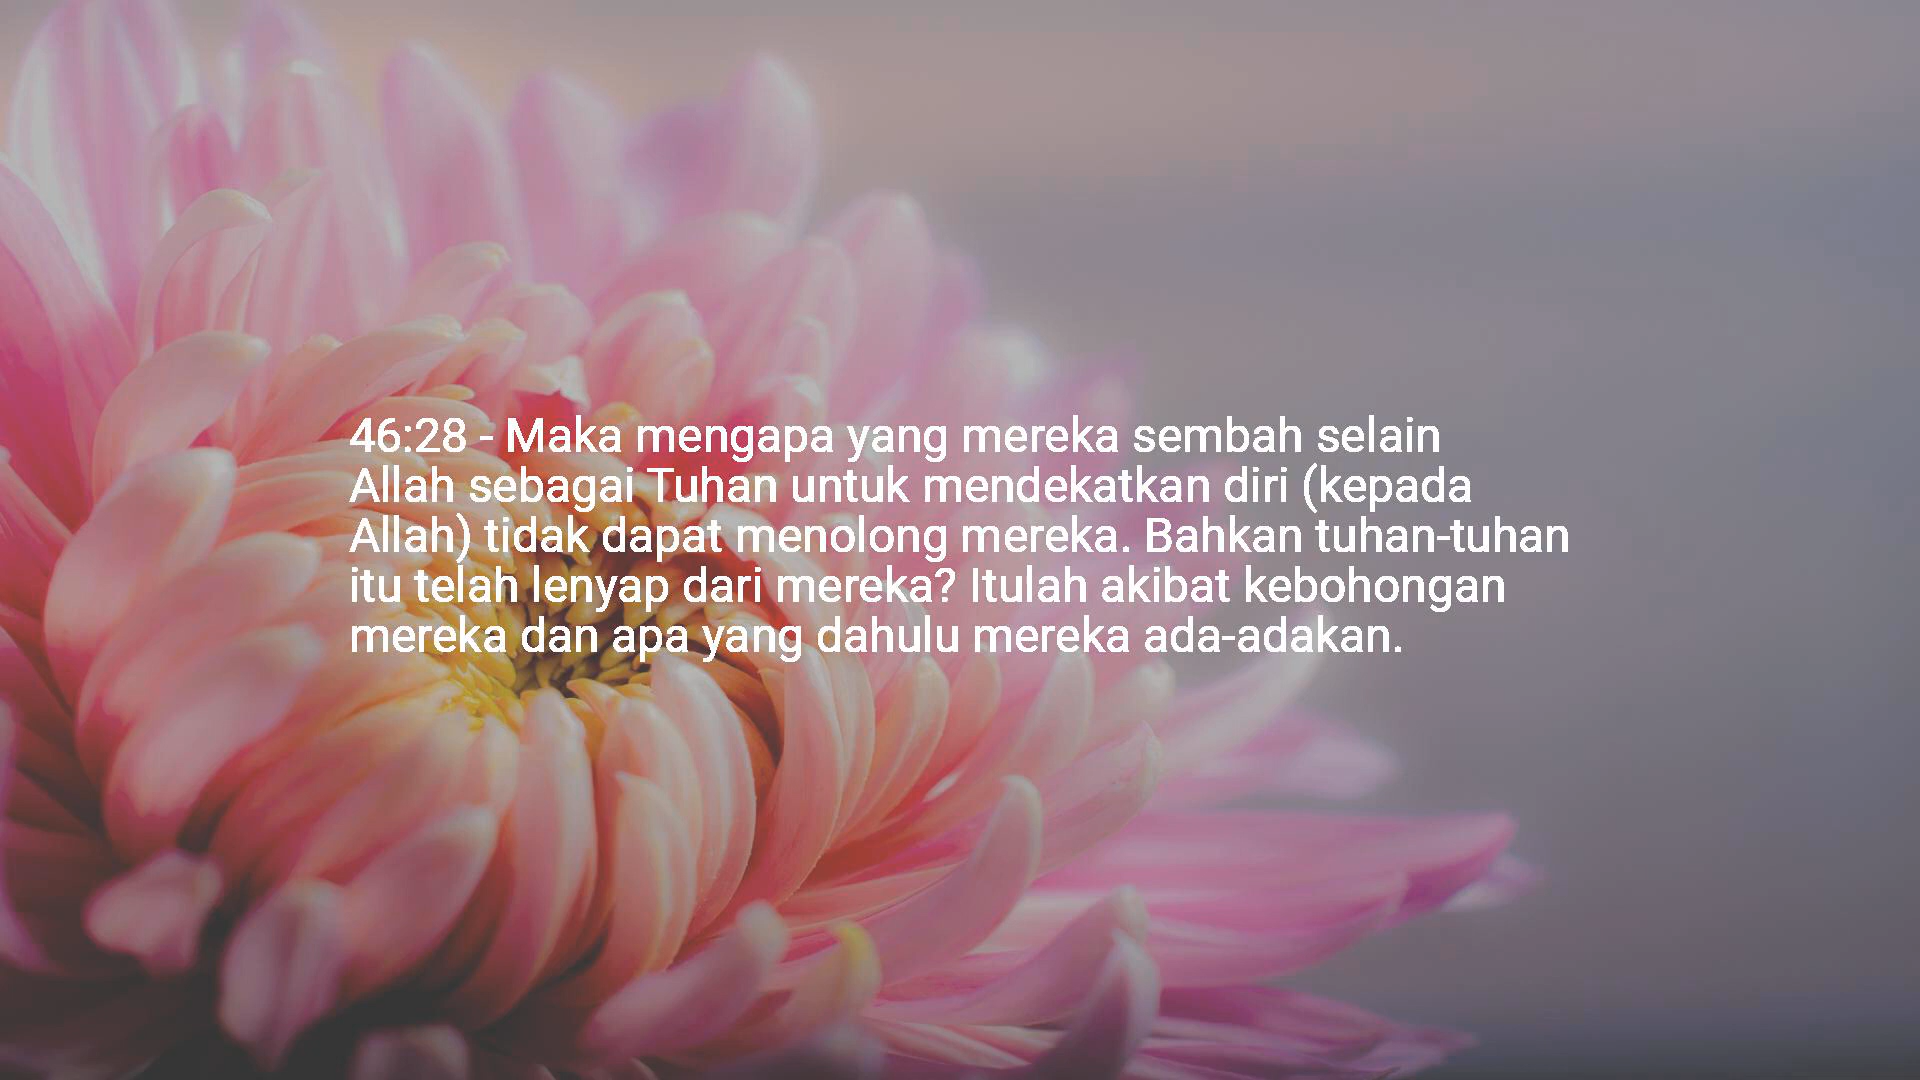 46:28 - Maka mengapa yang mereka sembah selain
Allah sebagai Tuhan untuk mendekatkan diri (kepada
Allah) tidak dapat menolong mereka. Bahkan tuhan-tuhan
itu telah lenyap dari mereka? Itulah akibat kebohongan
mereka dan apa yang dahulu mereka ada-adakan.